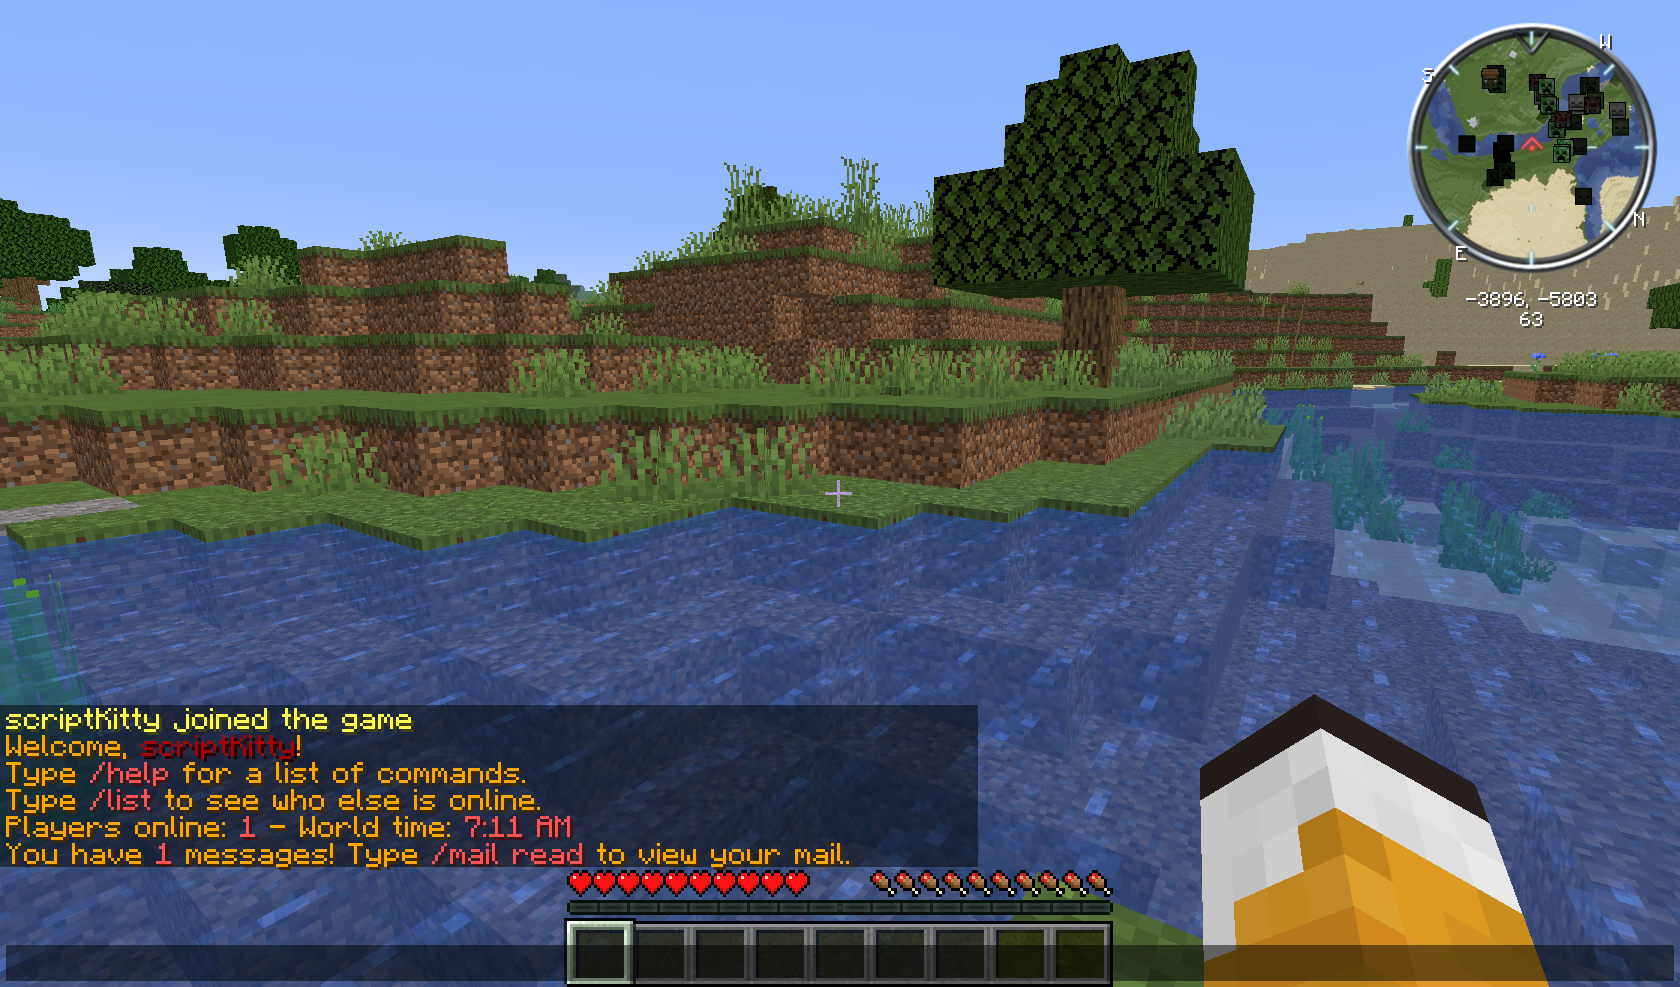 W
S
N
E
-3896, -5803
63
scriptKitty joined the game
Welcome, scriptKitty!
Type /help for a list of commands.
Type /list to see who else is online.
Players online: 1 - World time: 7:11 AM
You have 1 messages! Type /mail read to view your mail.